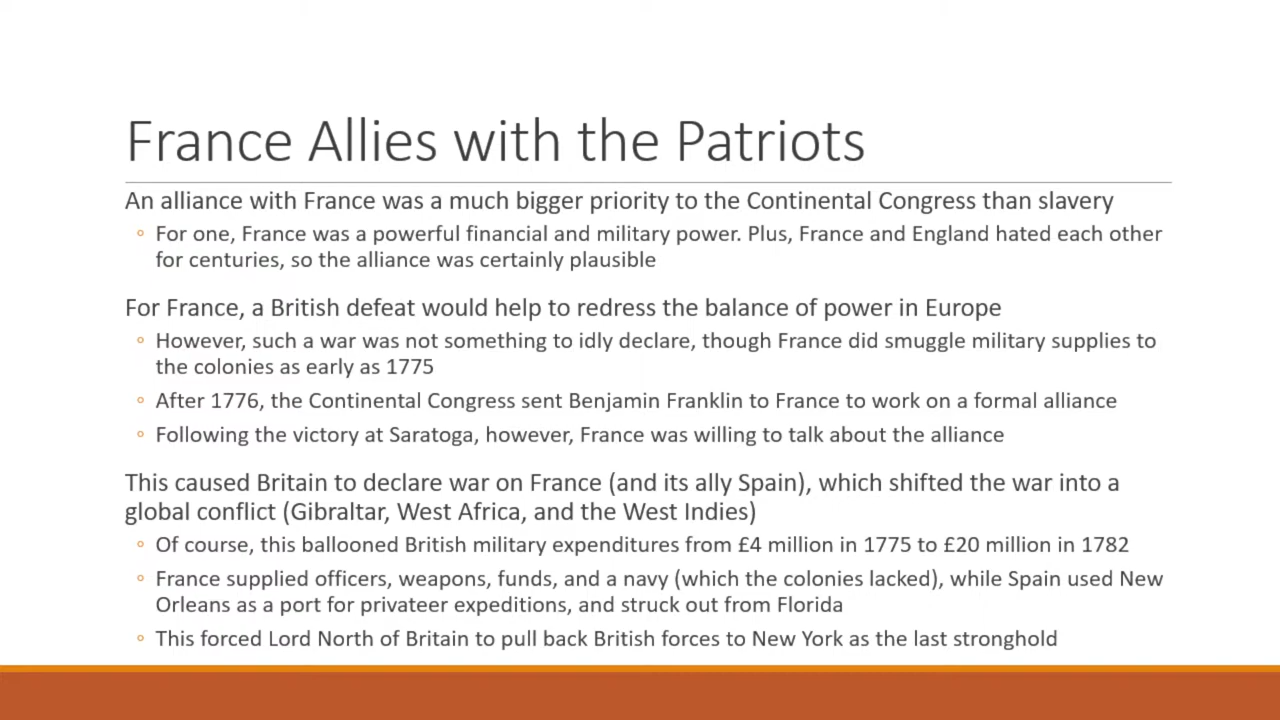 France Allies with the Patriots
An alliance with France was a much bigger priority to the Continental Congress than slavery
◦ For one, France was a powerful financial and military power. Plus, France and England hated each other
for centuries, so the alliance was certainly plausible
For France, a British defeat would help to redress the balance of power in Europe
◦ However, such a war was not something to idly declare, though France did smuggle military supplies to
the colonies as early as 1775
◦ After 1776, the Continental Congress sent Benjamin Franklin to France to work on a formal alliance
◦ Following the victory at Saratoga, however, France was willing to talk about the alliance
This caused Britain to declare war on France (and its ally Spain), which shifted the war into a
global conflict (Gibraltar, West Africa, and the West Indies)
◦ Of course, this ballooned British military expenditures from £4 million in 1775 to £20 million in 1782
◦ France supplied officers, weapons, funds, and a navy (which the colonies lacked), while Spain used New
Orleans as a port for privateer expeditions, and struck out from Florida
◦ This forced Lord North of Britain to pull back British forces to New York as the last stronghold